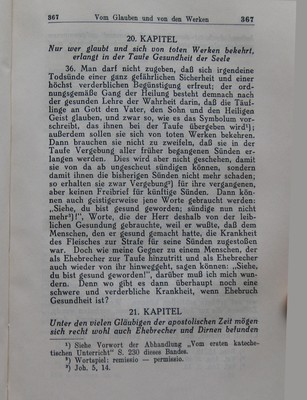 367 Vom Glauben und von den Werken 367
20. KAPITEL
Nur wer glaubt und sich von toten Werken bekehrt,
erlangt in der Taufe Gesundheit der Seele
36. Man darf nicht zugeben, daß sich irgendeine
Todsünde einer ganz gefährlichen Sicherheit und einer
höchst verderblichen Begünstigung erfreut; der ord-
nungsgemäße Gang der Heilung besteht demnach nach
der gesunden Lehre der Wahrheit darin, daß die Täuf-
linge an Gott den Vater, den Sohn und den Heiligen
Geist glauben, und zwar so, wie es das Symbolum vor-
schreibt, das ihnen bei der Taufe übergeben wird¹);
außerdem sollen sie sich von toten Werken bekehren.
Dann brauchen sie nicht zu zweifeln, daß sie in der
Taufe Vergebung aller früher begangenen Sünden er-
langen werden. Dies wird aber nicht geschehen, damit
sie von da ab ungescheut sündigen können, sondern
damit ihnen die bisherigen Sünden nicht mehr schaden;
so erhalten sie zwar Vergebung²) für ihre vergangenen,
aber keinen Freibrief für künftige Sünden. Dann kön-
nen auch geistigerweise jene Worte gebraucht werden:
„Siehe, du bist gesund geworden; sündige nun nicht
mehr³)!“, Worte, die der Herr deshalb von der leib-
lichen Gesundung gebrauchte, weil er wußte, daß dem
Menschen, den er gesund gemacht hatte, die Krankheit
des Fleisches zur Strafe für seine Sünden zugestoßen
war. Doch wie meine Gegner zu einem Menschen, der
als Ehebrecher zur Taufe hinzutritt und als Ehebrecher
auch wieder von ihr hinweggeht, sagen können: „Siehe,
du bist gesund geworden!“, darüber muß ich mich wun-
dern. Denn wo gibt es dann überhaupt noch eine
schwere und verderbliche Krankheit, wenn Ehebruch
Gesundheit ist?
21. KAPITEL
Unter den vielen Gläubigen der apostolischen Zeit mögen
sich recht wohl auch Ehebrecher und Dirnen befunden
¹) Siehe Vorwort der Abhandlung „Vom ersten kateche-
tischen Unterricht“ S. 230 dieses Bandes.
²) Wortspiel: remissio — permissio.
³) Joh. 5, 14.